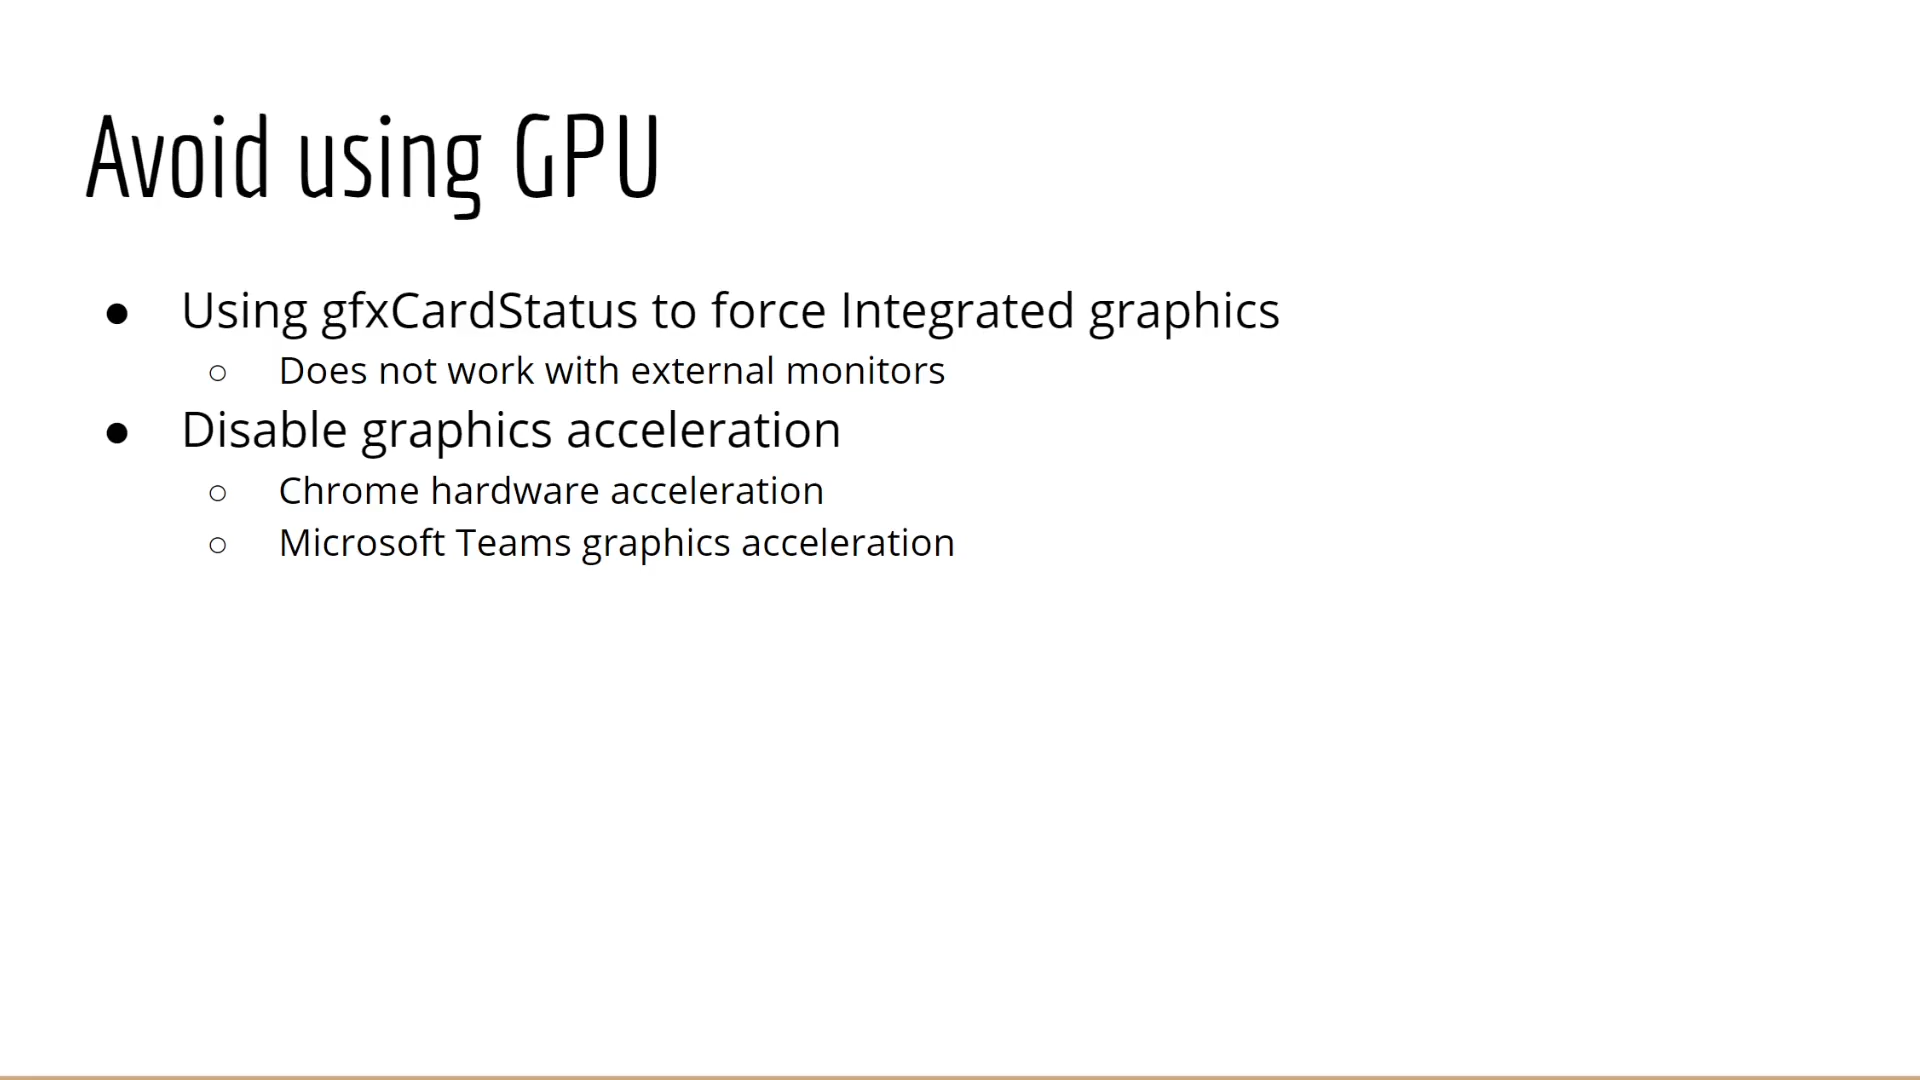 Avoid using GPU
● Using gfxCardStatus to force Integrated graphics
○ Does not work with external monitors
● Disable graphics acceleration
○ Chrome hardware acceleration
○ Microsoft Teams graphics acceleration